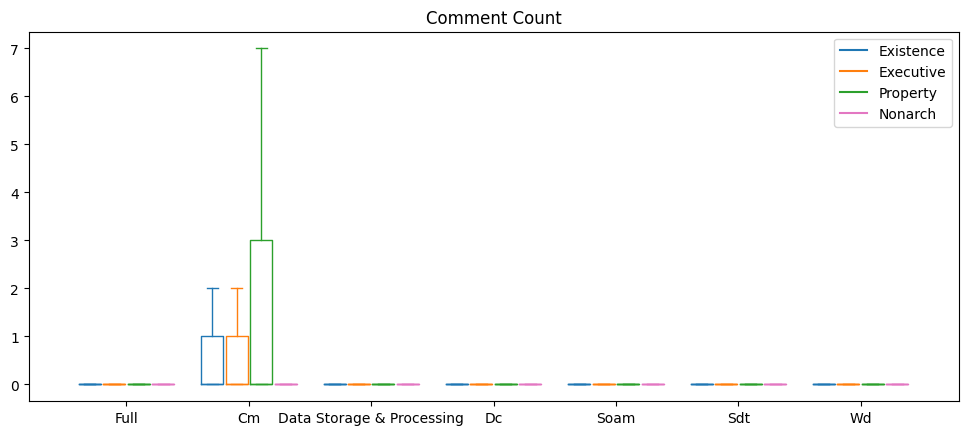 Comment Count
Existence
Executive
Property
Nonarch
7
6
5
4
3
2
1
0
Full Cm Data Storage & Processing Dc Soam Sdt Wd